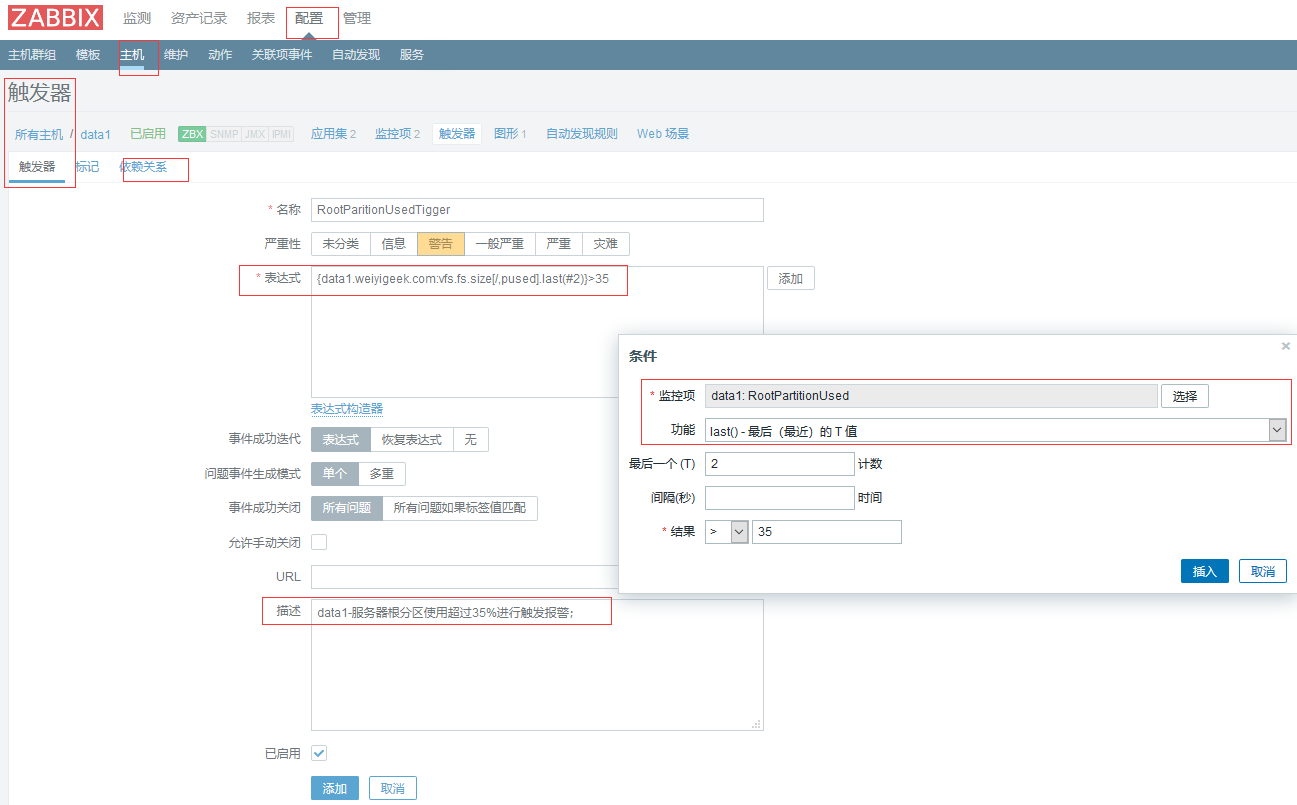 ZABBIX 监测 资产记录 报表 配置 管理
主机群组 模板 主机 维护 动作 关联项事件 自动发现 服务
触发器
所有主机 / data1 已启用 ZBX SNMP JMX IPMI 应用集 2 监控项 2 触发器 图形 1 自动发现规则 Web 场景
触发器 标记 依赖关系
* 名称 RootParitionUsedTigger
严重性 未分类 信息 警告 一般严重 严重 灾难
* 表达式 {data1.weiyigeek.com:vfs.fs.size[/,pused].last(#2)}>35 添加
表达式构造器
事件成功迭代 表达式 恢复表达式 无
问题事件生成模式 单个 多重
事件成功关闭 所有问题 所有问题如果标签值匹配
允许手动关闭
URL
描述 data1-服务器根分区使用超过35%进行触发报警;
已启用
添加 取消
条件
* 监控项 data1: RootPartitionUsed 选择
功能 last() - 最后（最近）的 T 值
最后一个 (T) 2 计数
间隔(秒) 时间
* 结果 > 35
插入 取消